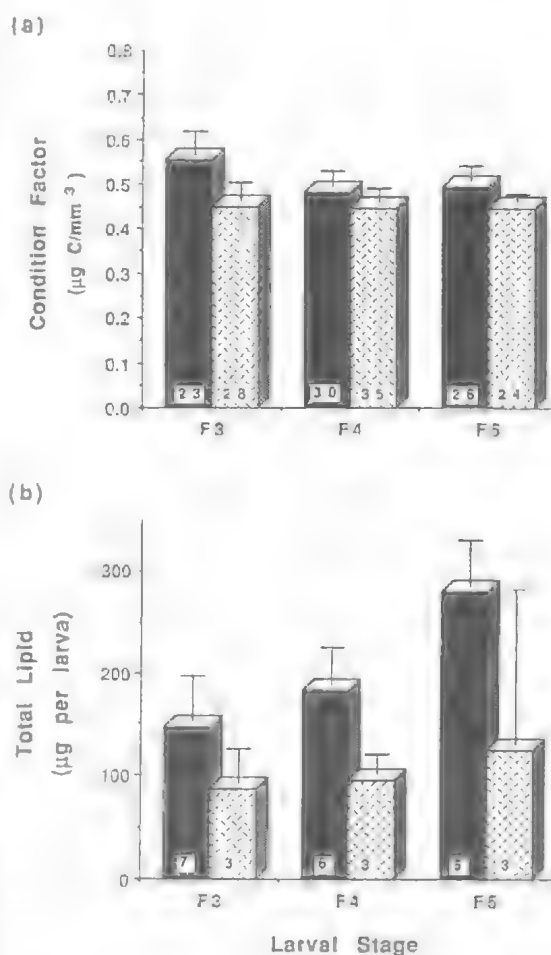 (a)
Condition Factor
(µg C/mm³)
0.8
0.7
0.6
0.5
0.4
0.3
0.2
0.1
0.0
23 28 30 35 26 24
F3 F4 F5
(b)
Total Lipid
(µg per larva)
300
200
100
0
7 3 6 3 5 3
F3 F4 F5
Larval Stage